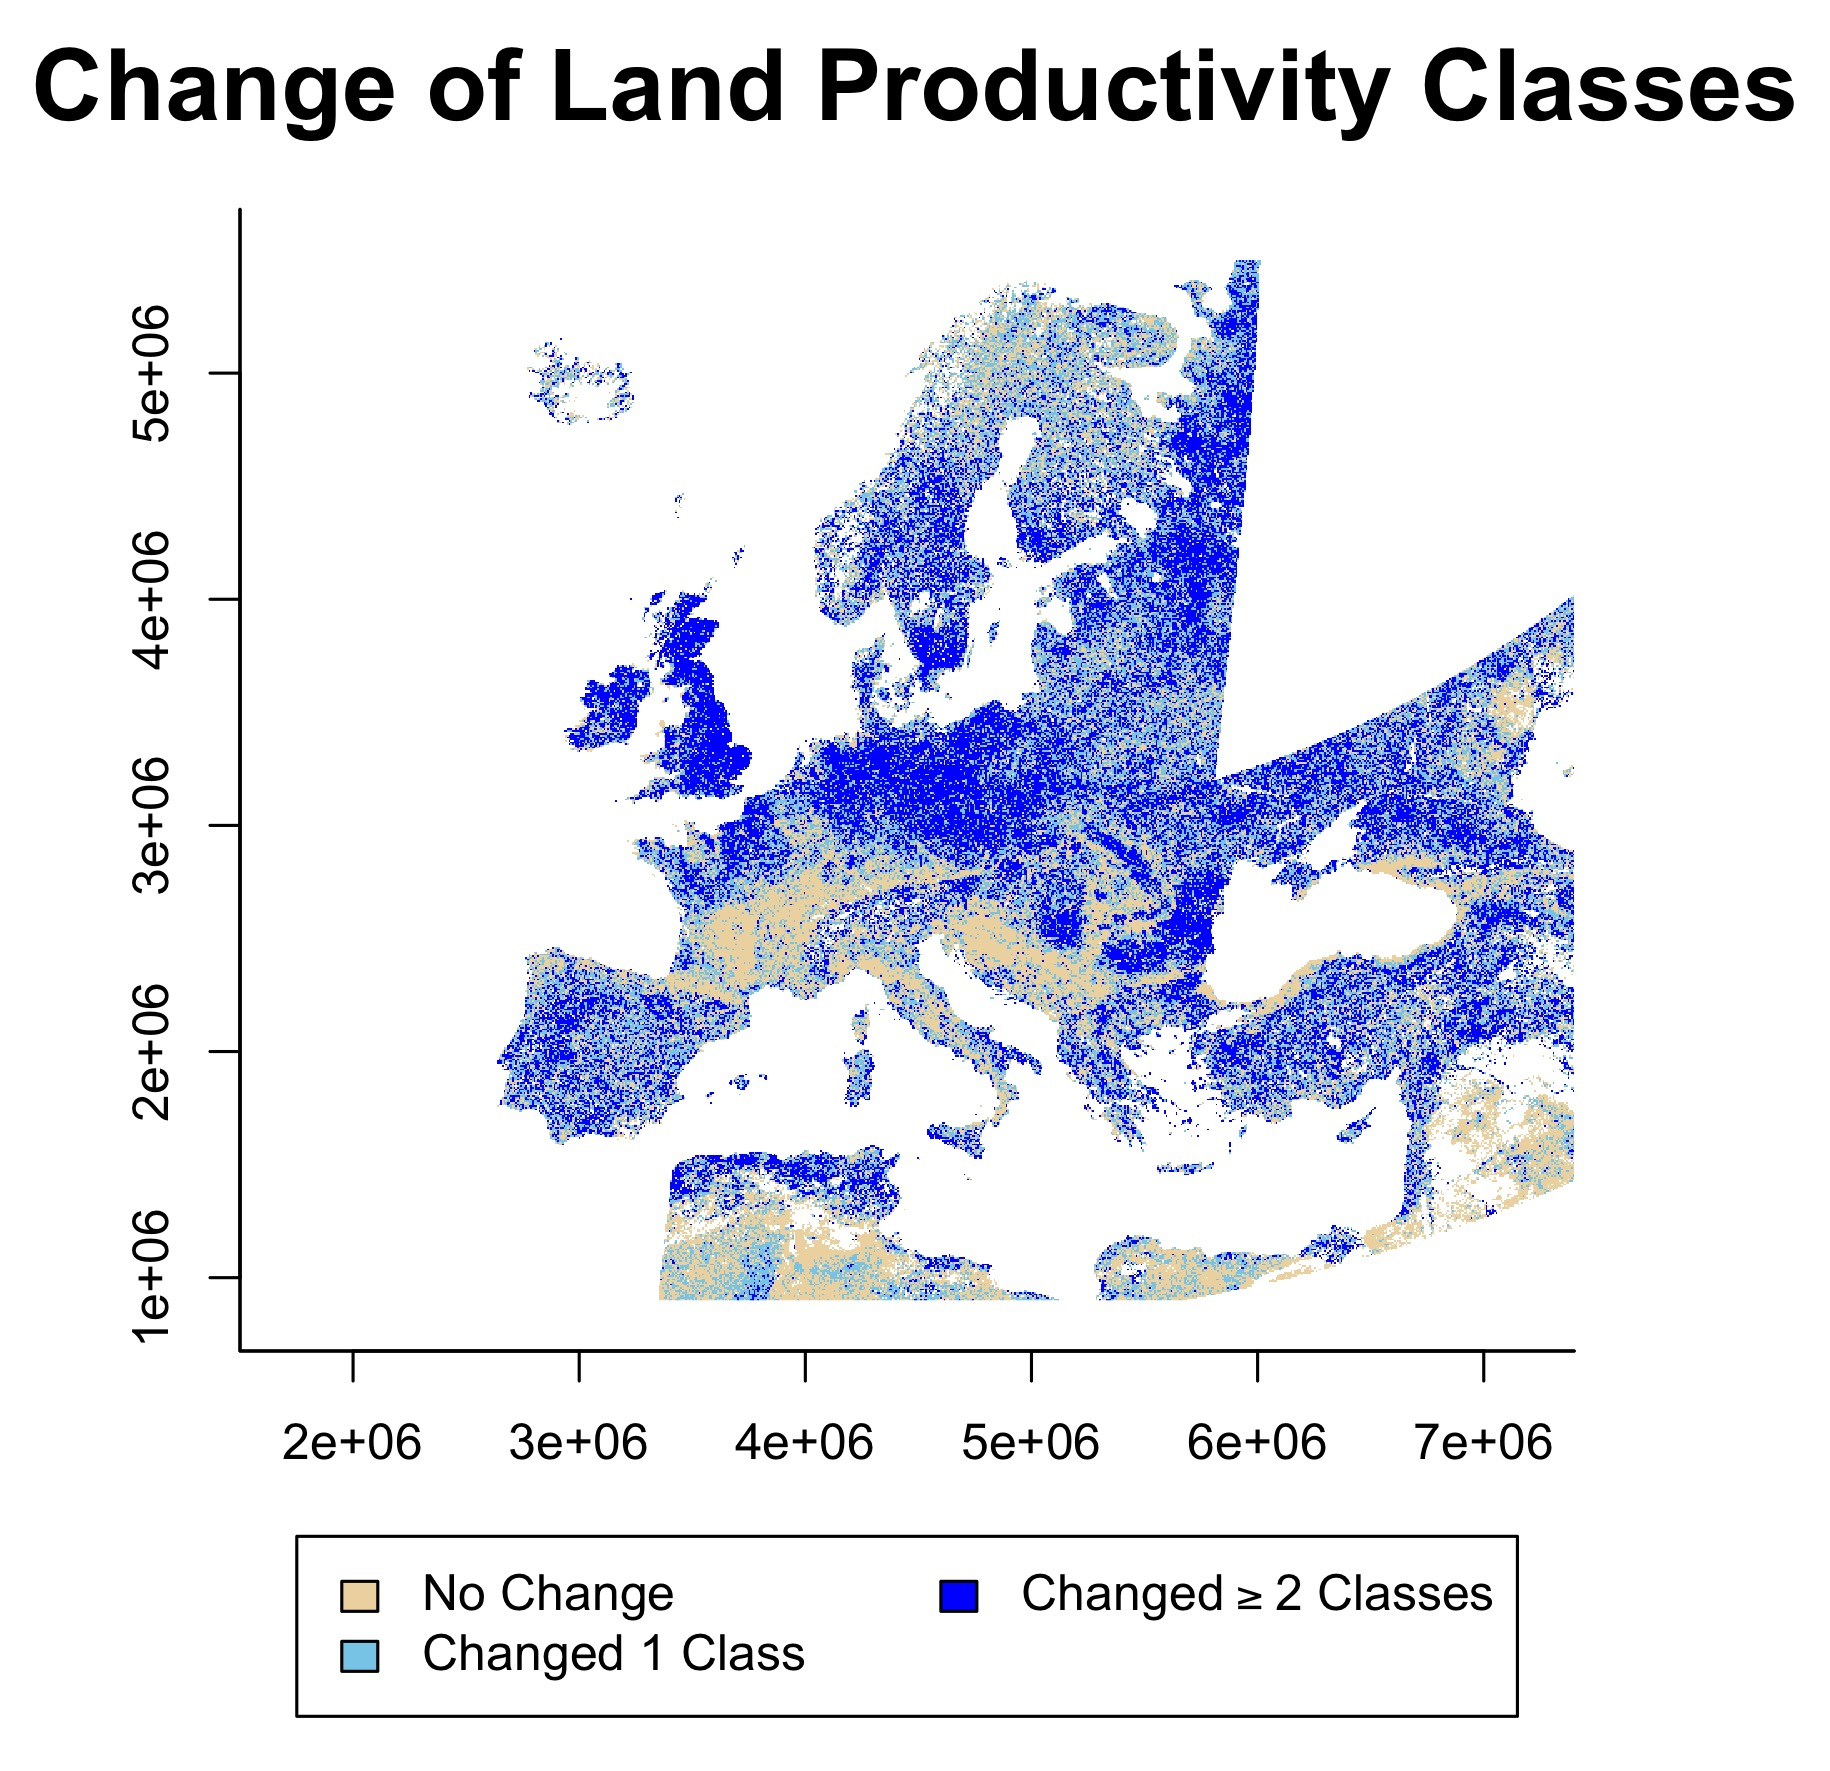 Change of Land Productivity Classes
5e+06
4e+06
3e+06
2e+06
1e+06
2e+06 3e+06 4e+06 5e+06 6e+06 7e+06
No Change Changed ≥ 2 Classes
Changed 1 Class